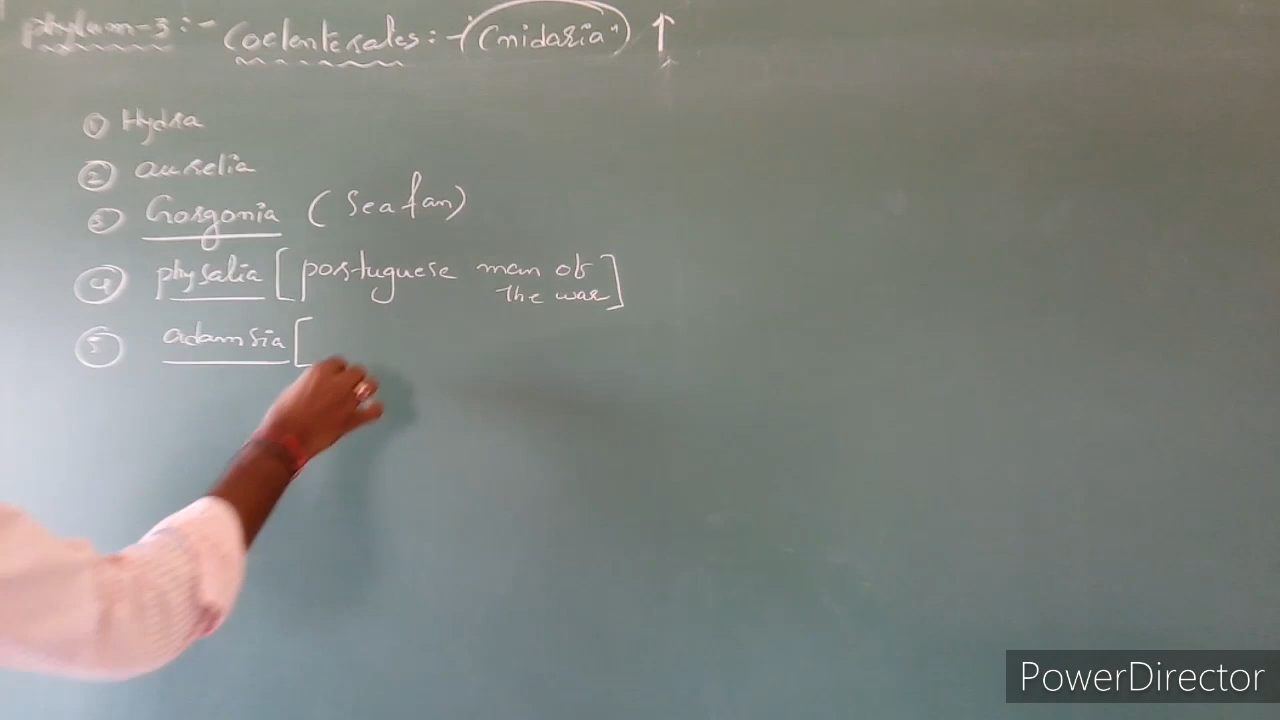 phylum-3:- Coelenterales:- (Cnidaria") ↑
① Hydra
② aurelia
③ Gorgonia (Sea fan)
④ physalia [portuguese man of
the war]
⑤ adamsia [
PowerDirector